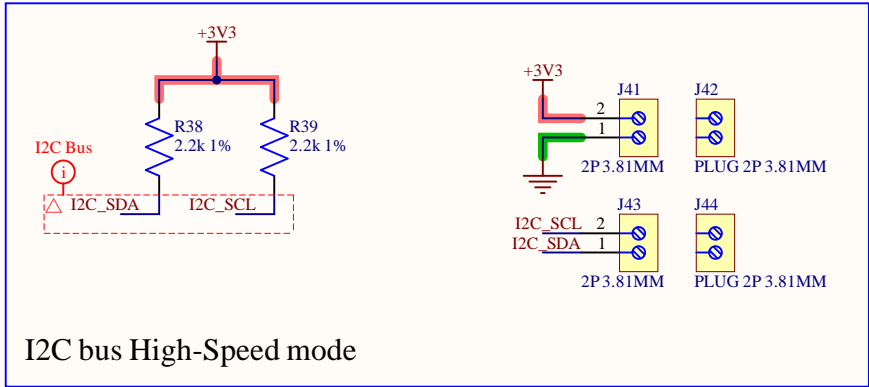 +3V3
R38
2.2k 1%
R39
2.2k 1%
I2C Bus
i
I2C_SDA
I2C_SCL
+3V3
J41
J42
2
1
2P 3.81MM
PLUG 2P 3.81MM
J43
J44
I2C_SCL
2
I2C_SDA
1
2P 3.81MM
PLUG 2P 3.81MM
I2C bus High-Speed mode